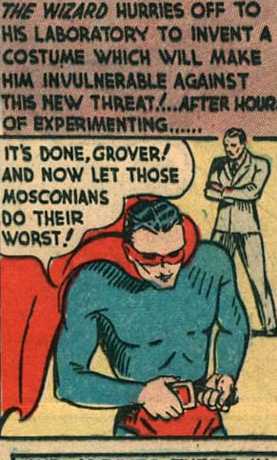 THE WIZARD HURRIES OFF TO
HIS LABORATORY TO INVENT A
COSTUME WHICH WILL MAKE
HIM INVULNERABLE AGAINST
THIS NEW THREAT!...AFTER HOUR
OF EXPERIMENTING......
IT'S DONE, GROVER!
AND NOW LET THOSE
MOSCONIANS
DO THEIR
WORST!